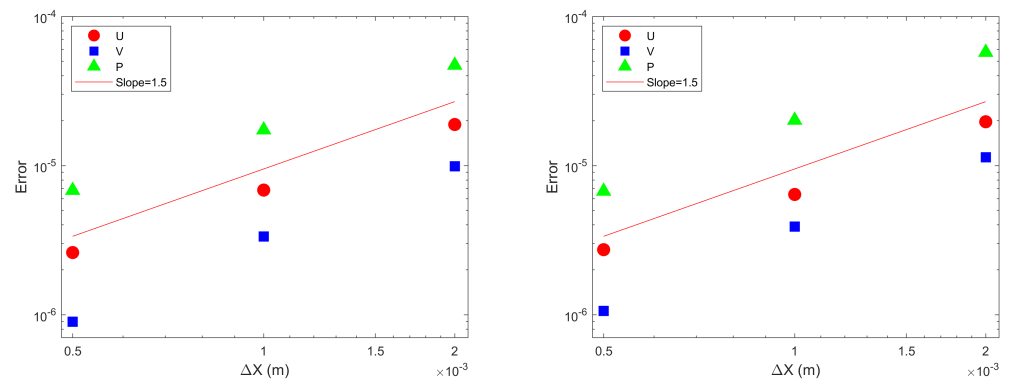 10^-4
U
V
P
Slope=1.5
10^-5
Error
10^-6
0.5
1
1.5
2
ΔX (m)
×10^-3
10^-4
U
V
P
Slope=1.5
10^-5
Error
10^-6
0.5
1
1.5
2
ΔX (m)
×10^-3